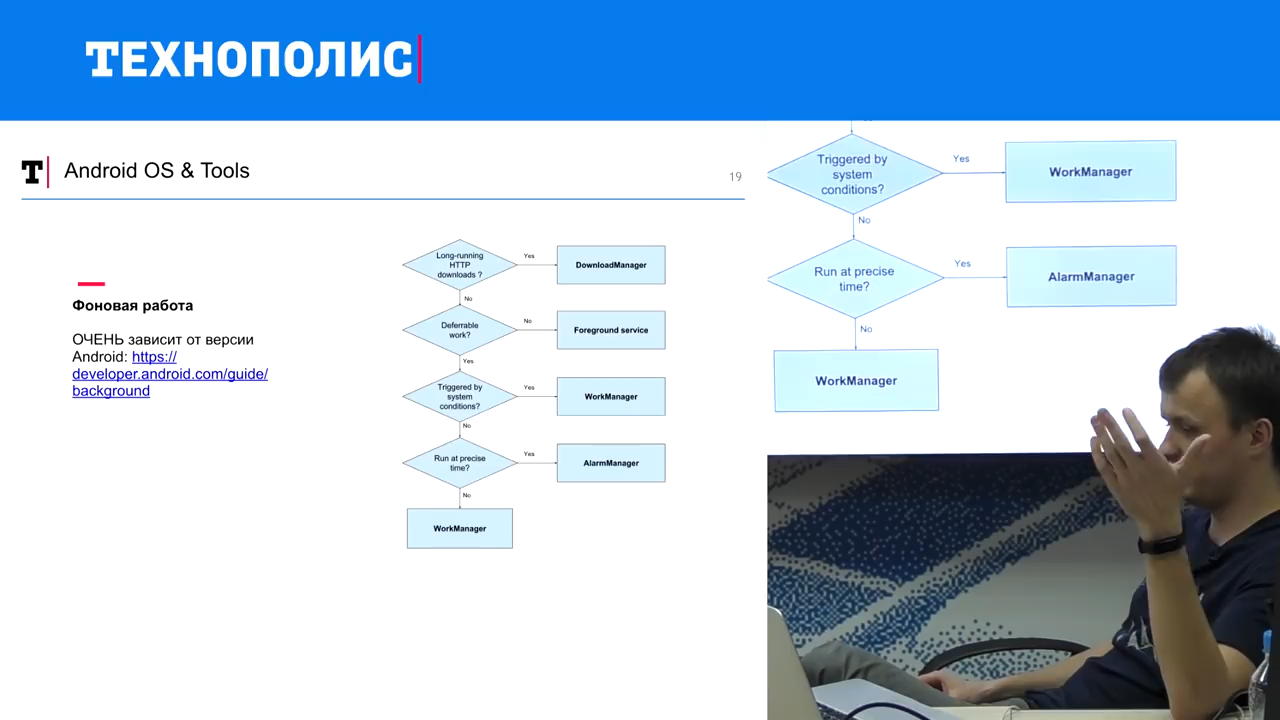 ТЕХНОПОЛИС
T Android OS & Tools
19
Фоновая работа
ОЧЕНЬ зависит от версии
Android: https://
developer.android.com/guide/
background
Long-running
HTTP
downloads ?
Yes
DownloadManager
No
Deferrable
work?
No
Foreground service
Yes
Triggered by
system
conditions?
Yes
WorkManager
No
Run at precise
time?
Yes
AlarmManager
No
WorkManager
Triggered by
system
conditions?
Yes
WorkManager
No
Run at precise
time?
Yes
AlarmManager
No
WorkManager